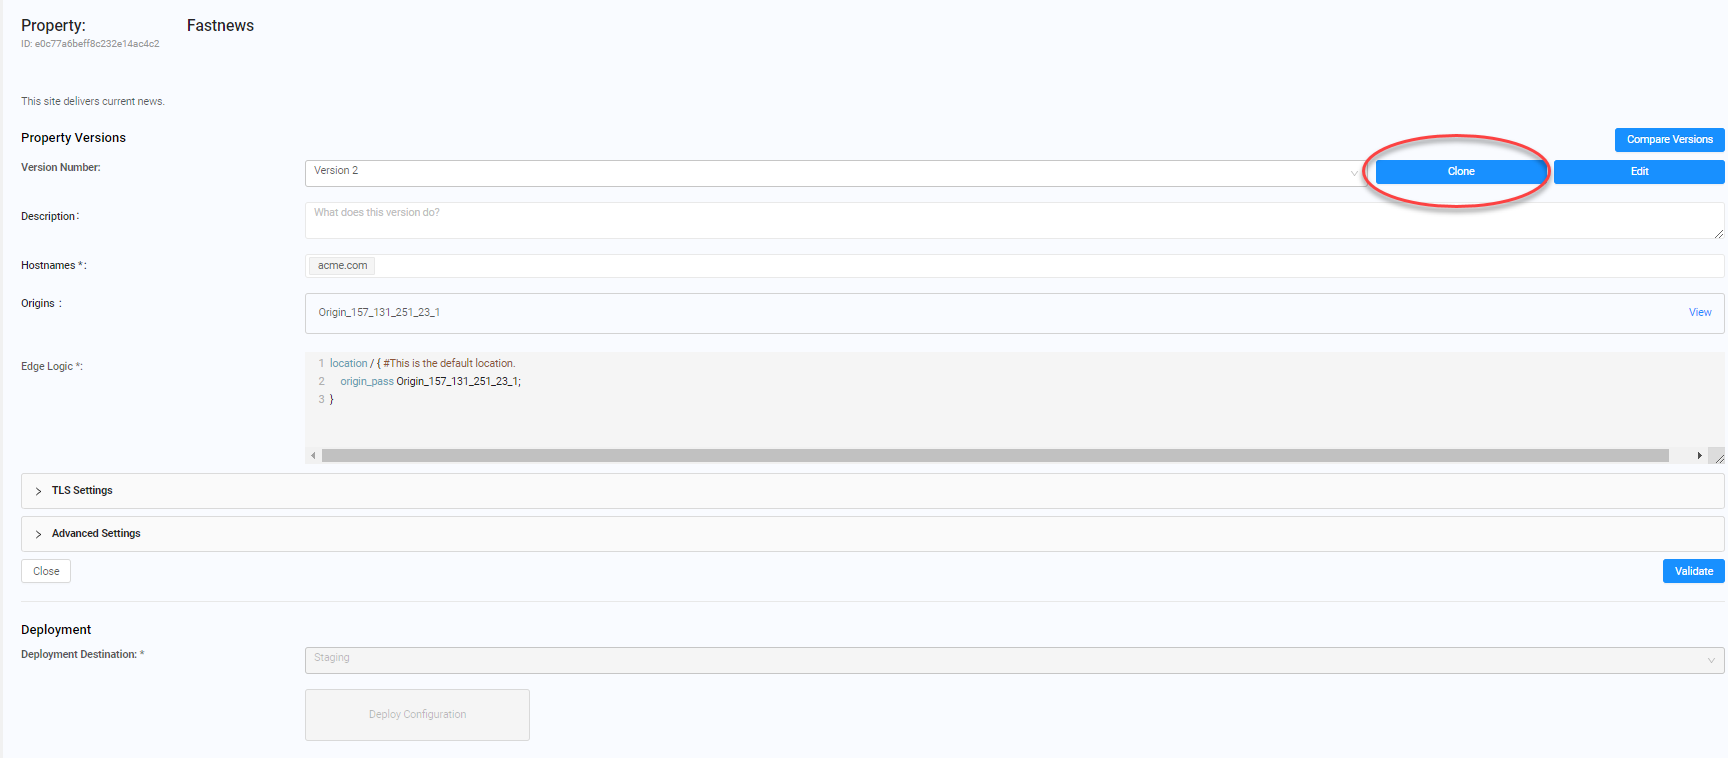 Property: Fastnews
ID: e0c77a6beff8c232e14ac4c2
This site delivers current news.
Property Versions
Compare Versions
Version Number:
Version 2
Clone
Edit
Description:
What does this version do?
Hostnames *:
acme.com
Origins :
Origin_157_131_251_23_1
View
Edge Logic *:
1 location / { #This is the default location.
2 origin_pass Origin_157_131_251_23_1;
3 }
TLS Settings
Advanced Settings
Close
Validate
Deployment
Deployment Destination: *
Staging
Deploy Configuration